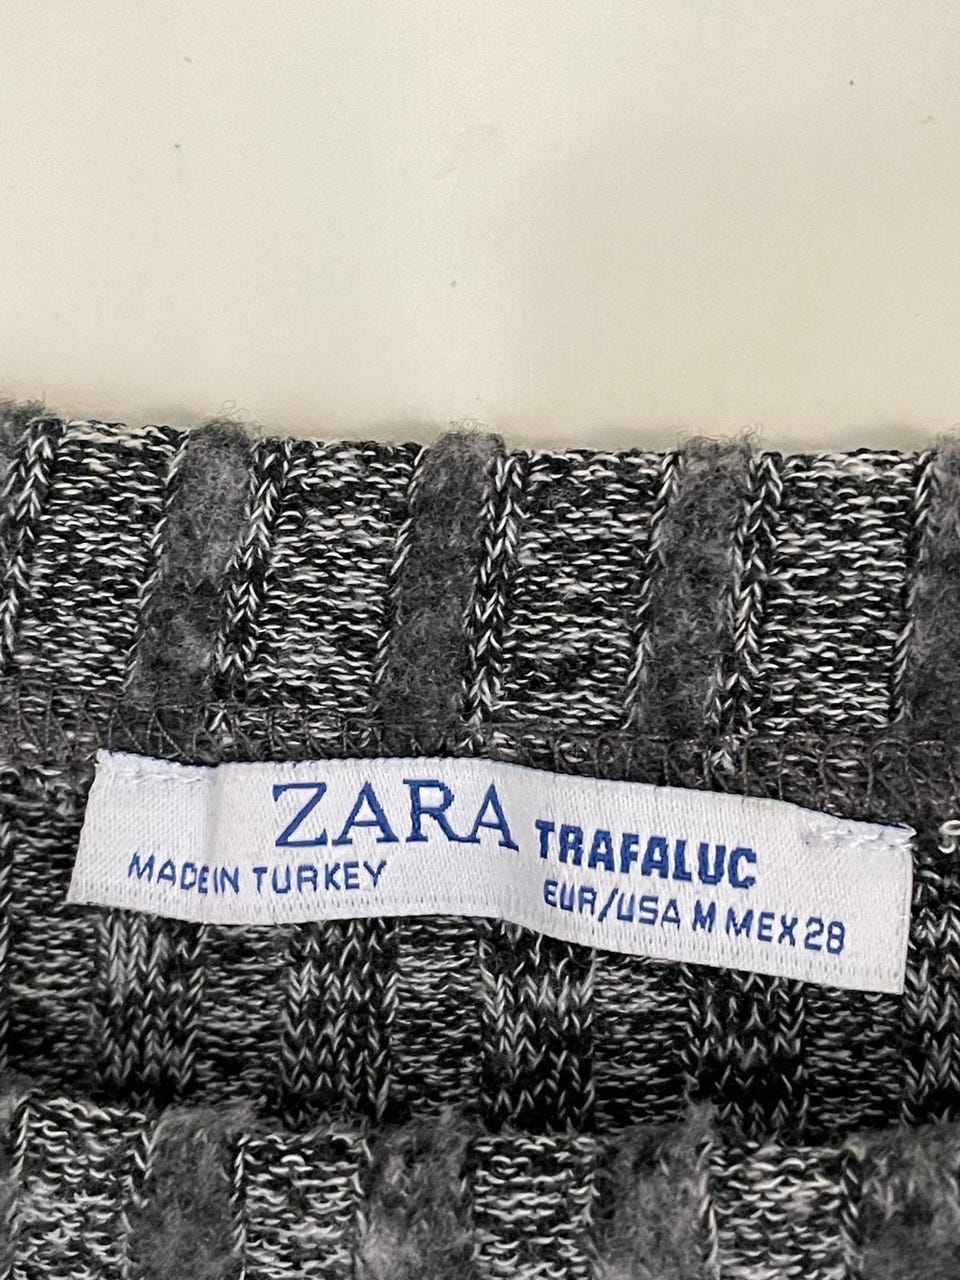 ZARA TRAFALUC
MADE IN TURKEY
EUR/USA M MEX 28